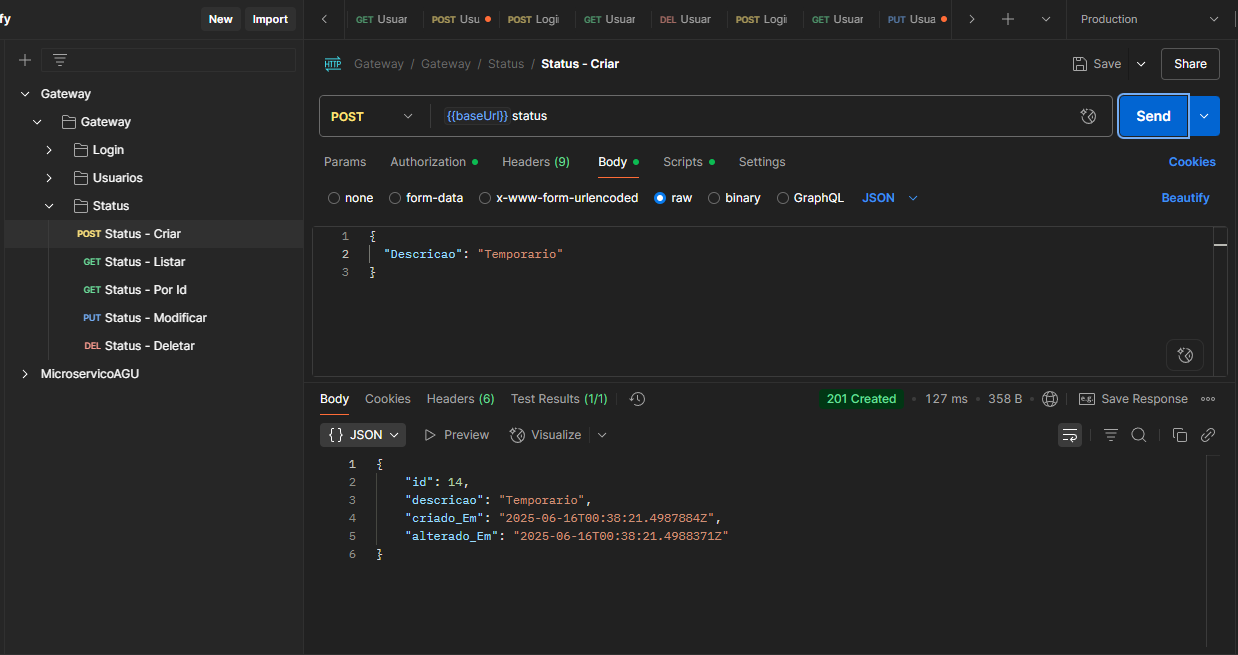 fy New Import GET Usuar POST Usu POST Logi GET Usuar DEL Usuar POST Logi GET Usuar PUT Usua Production
Gateway / Gateway / Status / Status - Criar Save Share
Gateway
Gateway
Login
Usuarios
Status
POST Status - Criar
GET Status - Listar
GET Status - Por Id
PUT Status - Modificar
DEL Status - Deletar
MicroservicoAGU
POST {{baseUrl}} status Send
Params Authorization Headers (9) Body Scripts Settings Cookies
none form-data x-www-form-urlencoded raw binary GraphQL JSON Beautify
1 {
2 "Descricao": "Temporario"
3 }
Body Cookies Headers (6) Test Results (1/1) 201 Created 127 ms 358 B e.g. Save Response
{} JSON Preview Visualize
1 {
2 "id": 14,
3 "descricao": "Temporario",
4 "criado_Em": "2025-06-16T00:38:21.4987884Z",
5 "alterado_Em": "2025-06-16T00:38:21.4988371Z"
6 }